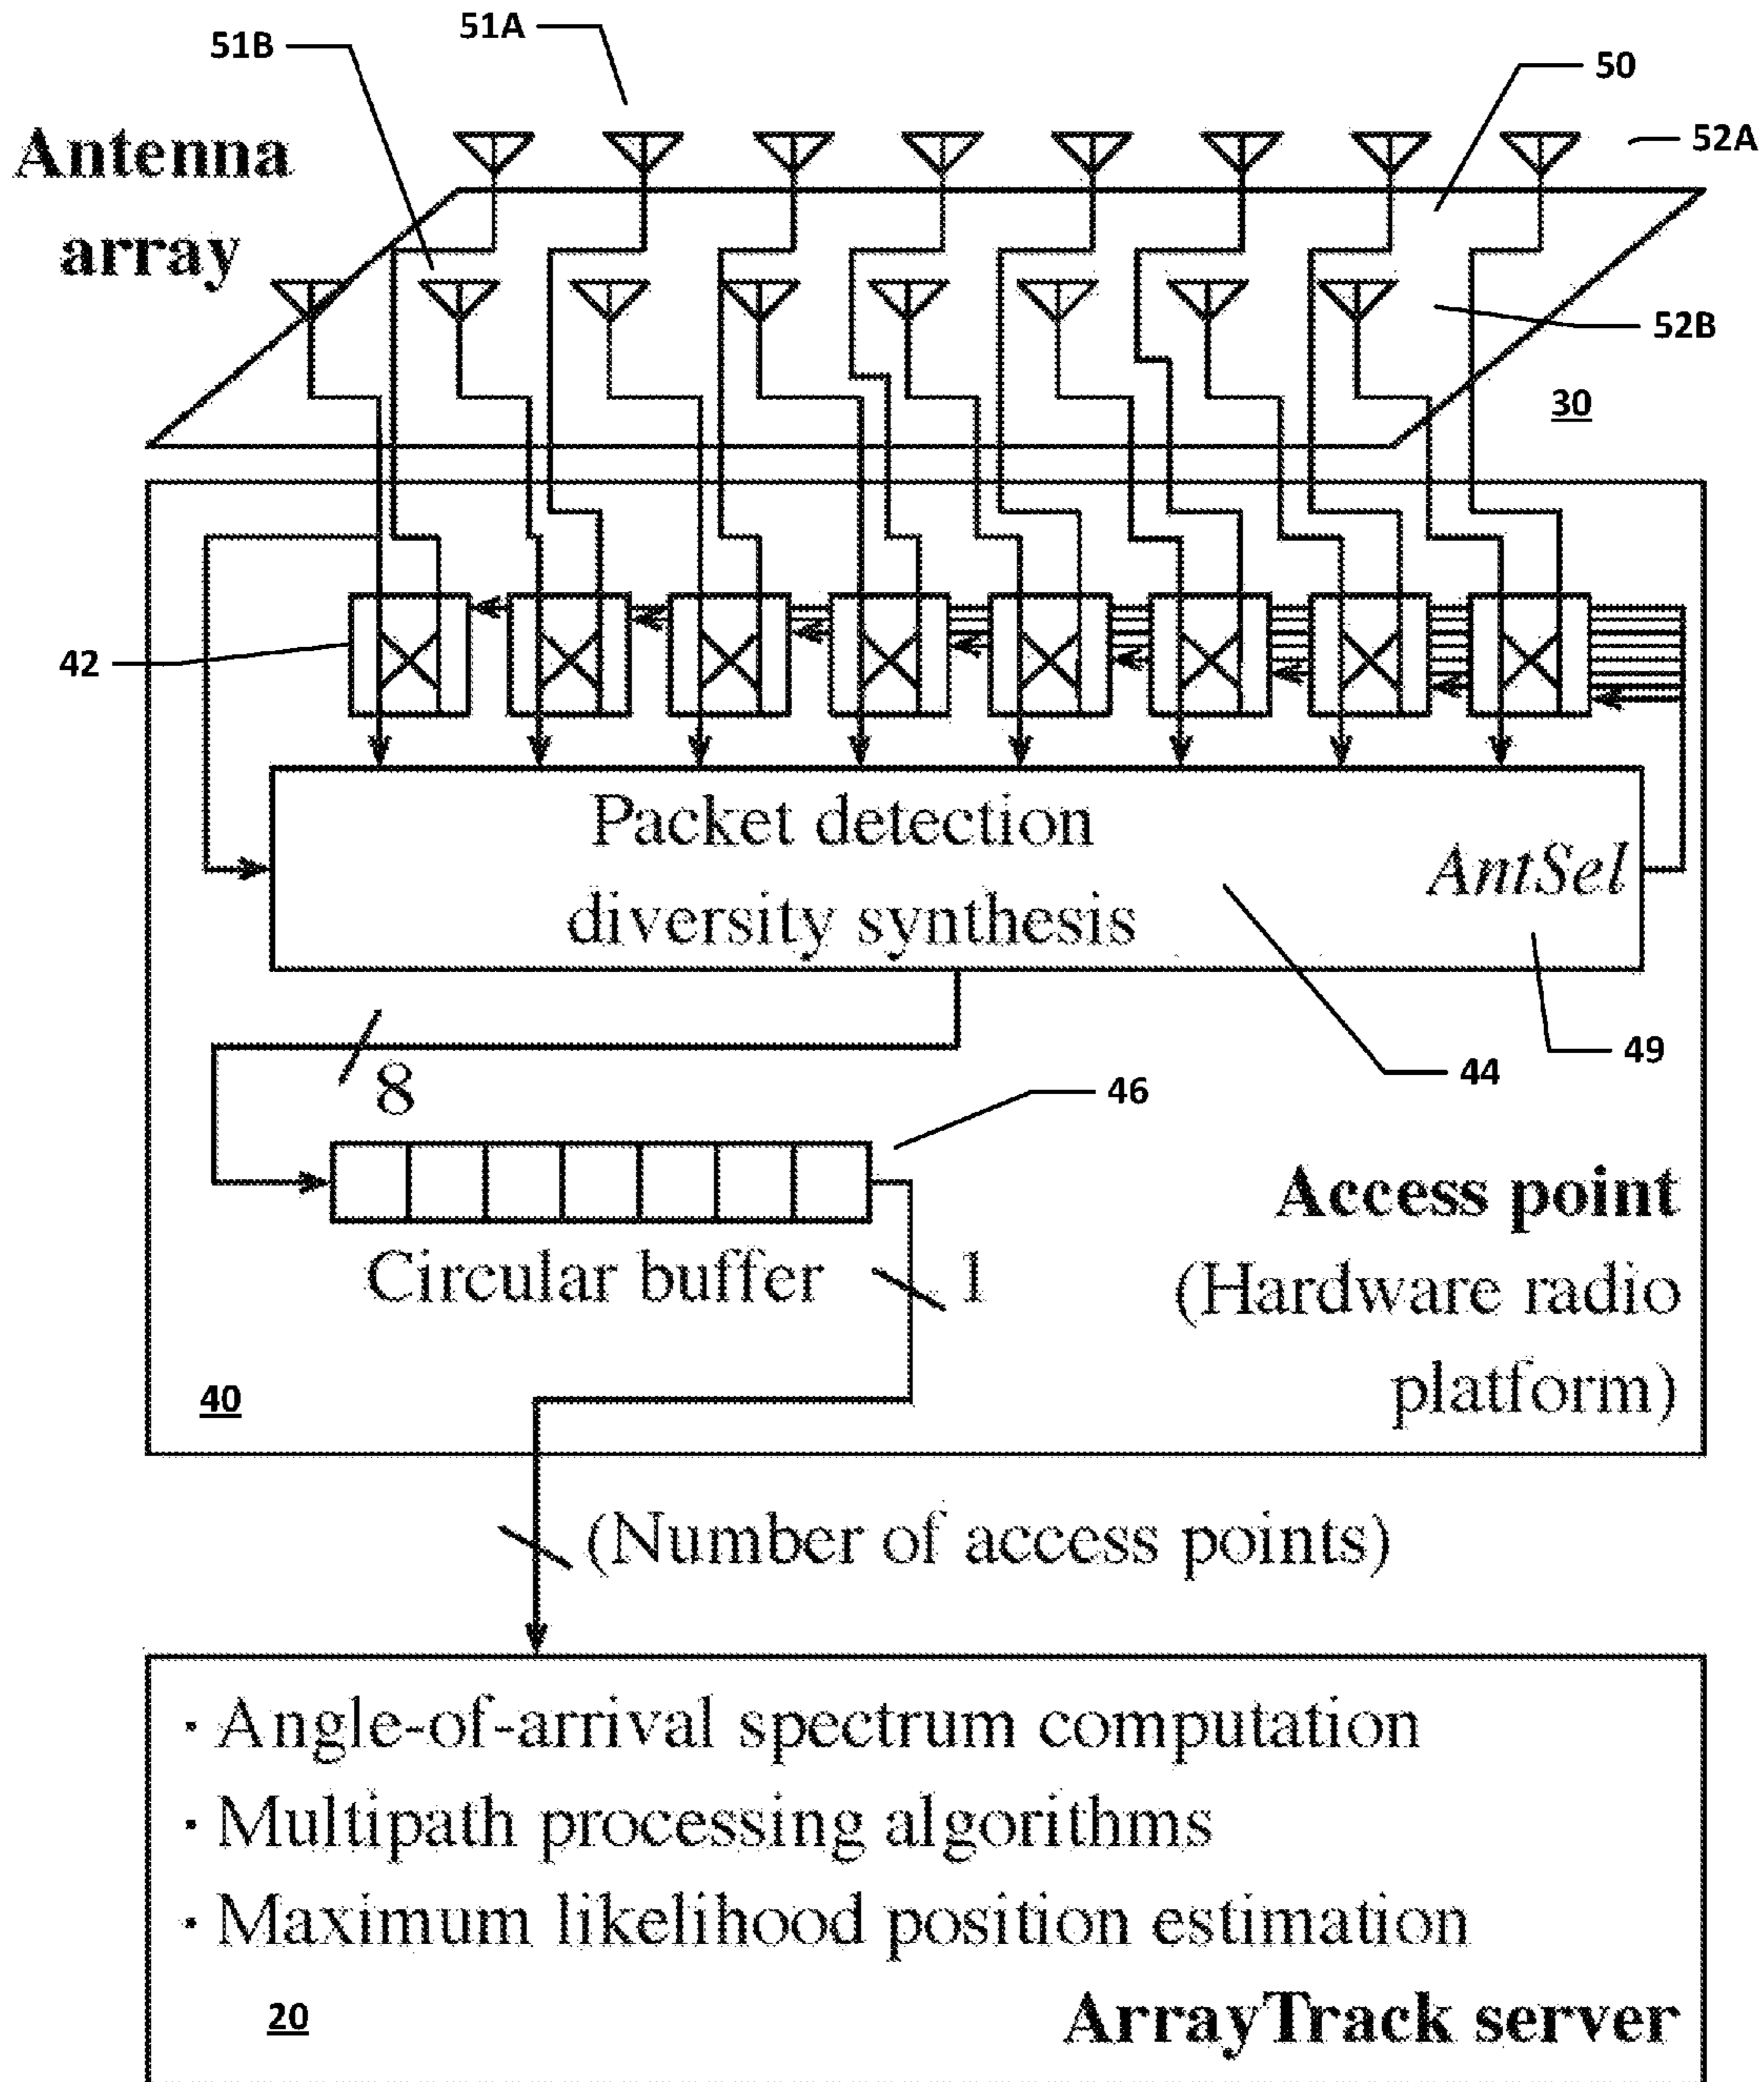 51A
51B
50
52A
Antenna
array
52B
30
42
Packet detection
diversity synthesis
AntSel
49
44
8
46
Circular buffer
1
Access point
(Hardware radio
platform)
40
(Number of access points)
· Angle-of-arrival spectrum computation
· Multipath processing algorithms
· Maximum likelihood position estimation
20
ArrayTrack server